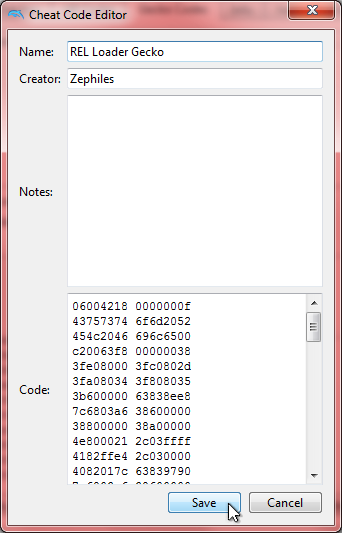 Cheat Code Editor
Name: REL Loader Gecko
Creator: Zephiles
Notes:
Code:
06004218 0000000f
43757374 6f6d2052
454c2046 696c6500
c20063f8 00000038
3fe08000 3fc0802d
3fa08034 3f808035
3b600000 63838ee8
7c6803a6 38600000
38800000 38a00000
4e800021 2c03ffff
4182ffe4 2c030000
4082017c 63839790
Save Cancel